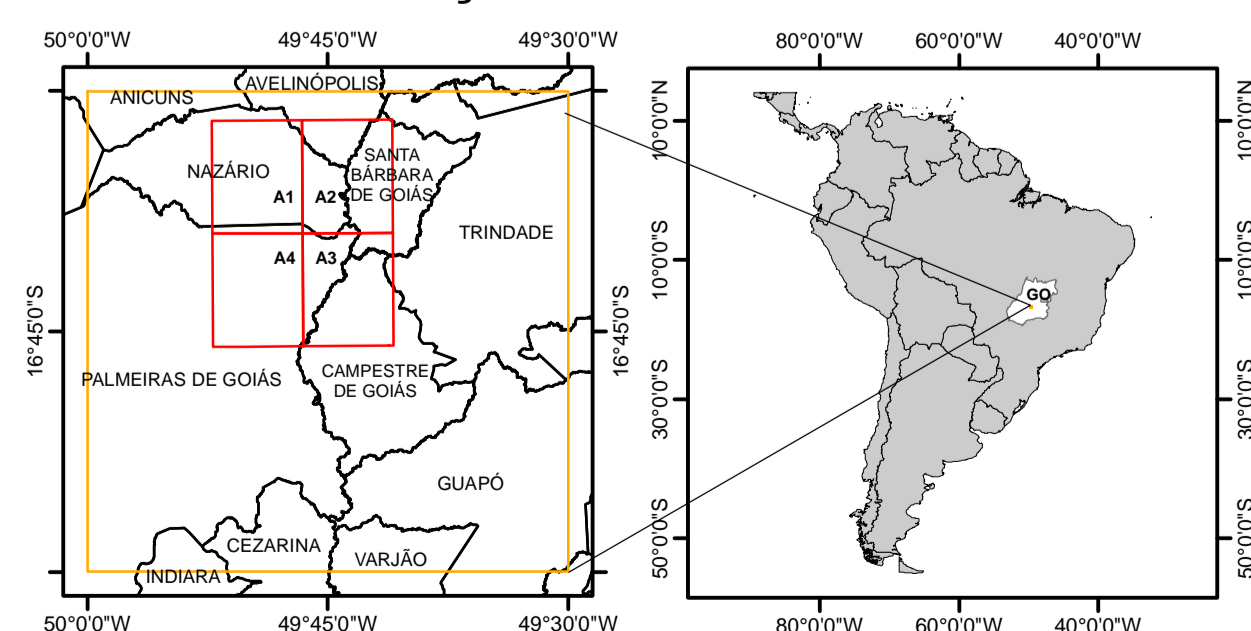 50°0'0"W 49°45'0"W 49°30'0"W
80°0'0"W 60°0'0"W 40°0'0"W
AVELINÓPOLIS
ANICUNS
NAZÁRIO
SANTA
BÁRBARA
DE GOIÁS
A1 A2
TRINDADE
A4 A3
16°45'0"S
16°45'0"S
PALMEIRAS DE GOIÁS
CAMPESTRE
DE GOIÁS
GUAPÓ
CEZARINA
VARJÃO
INDIARA
50°0'0"W 49°45'0"W 49°30'0"W
10°0'0"N
10°0'0"S
30°0'0"S
50°0'0"S
GO
10°0'0"N
10°0'0"S
30°0'0"S
50°0'0"S
80°0'0"W 60°0'0"W 40°0'0"W